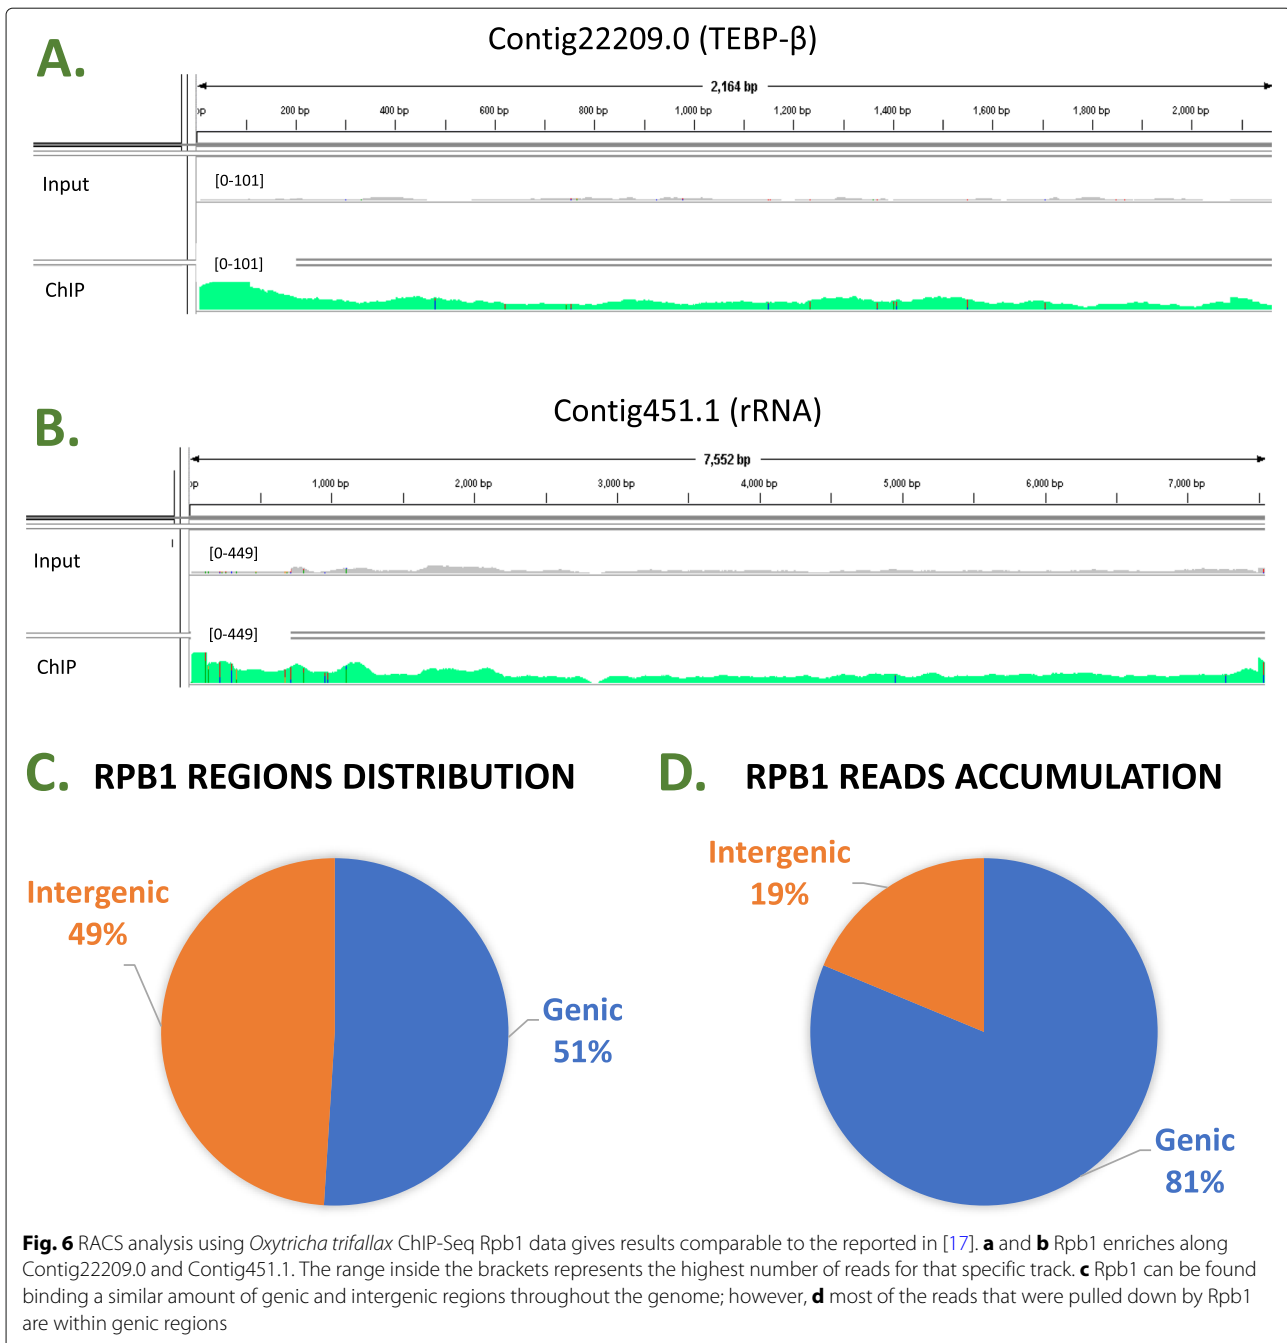 A.
Contig22209.0 (TEBP-β)
2,164 bp
bp 200 bp 400 bp 600 bp 800 bp 1,000 bp 1,200 bp 1,400 bp 1,600 bp 1,800 bp 2,000 bp
Input [0-101]
[0-101]
ChIP
B.
Contig451.1 (rRNA)
7,552 bp
bp 1,000 bp 2,000 bp 3,000 bp 4,000 bp 5,000 bp 6,000 bp 7,000 bp
Input [0-449]
[0-449]
ChIP
C. RPB1 REGIONS DISTRIBUTION
Intergenic
49%
Genic
51%
D. RPB1 READS ACCUMULATION
Intergenic
19%
Genic
81%
Fig. 6 RACS analysis using Oxytricha trifallax ChIP-Seq Rpb1 data gives results comparable to the reported in [17]. a and b Rpb1 enriches along
Contig22209.0 and Contig451.1. The range inside the brackets represents the highest number of reads for that specific track. c Rpb1 can be found
binding a similar amount of genic and intergenic regions throughout the genome; however, d most of the reads that were pulled down by Rpb1
are within genic regions